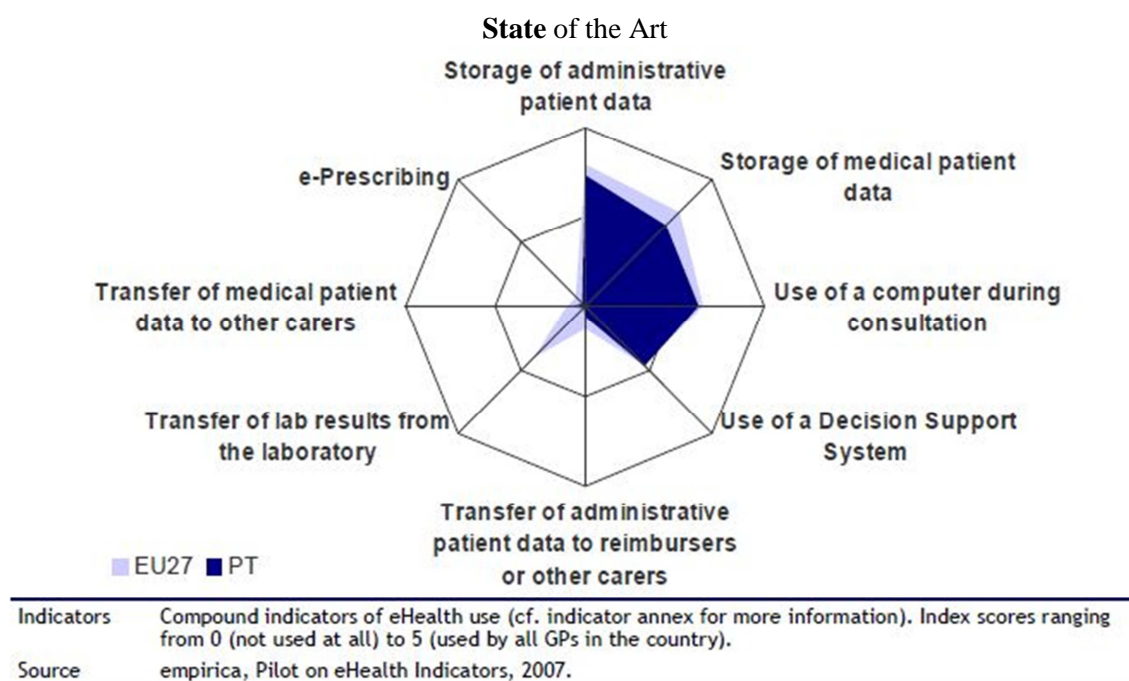 State of the Art
Storage of administrative
patient data
Storage of medical patient
data
e-Prescribing
Transfer of medical patient
data to other carers
Use of a computer during
consultation
Transfer of lab results from
the laboratory
Use of a Decision Support
System
Transfer of administrative
patient data to reimbursers
or other carers
EU27 PT
Indicators Compound indicators of eHealth use (cf. indicator annex for more information). Index scores ranging
from 0 (not used at all) to 5 (used by all GPs in the country).
Source empirica, Pilot on eHealth Indicators, 2007.